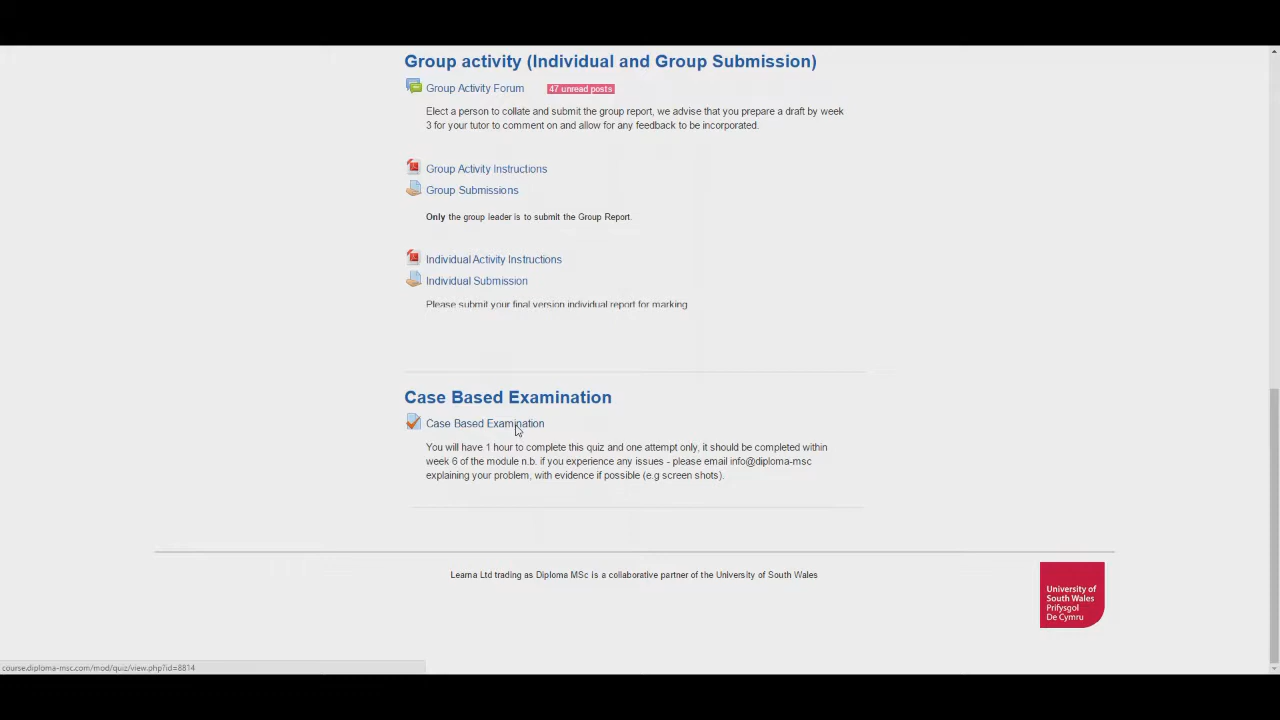 Group activity (Individual and Group Submission)
Group Activity Forum 47 unread posts
Elect a person to collate and submit the group report, we advise that you prepare a draft by week
3 for your tutor to comment on and allow for any feedback to be incorporated.
Group Activity Instructions
Group Submissions
Only the group leader is to submit the Group Report.
Individual Activity Instructions
Individual Submission
Please submit your final version individual report for marking
Case Based Examination
Case Based Examination
You will have 1 hour to complete this quiz and one attempt only, it should be completed within
week 6 of the module n.b. if you experience any issues - please email info@diploma-msc
explaining your problem, with evidence if possible (e.g screen shots).
Learna Ltd trading as Diploma MSc is a collaborative partner of the University of South Wales
University of
South Wales
Prifysgol
De Cymru
course.diploma-msc.com/mod/quiz/view.php?id=8814